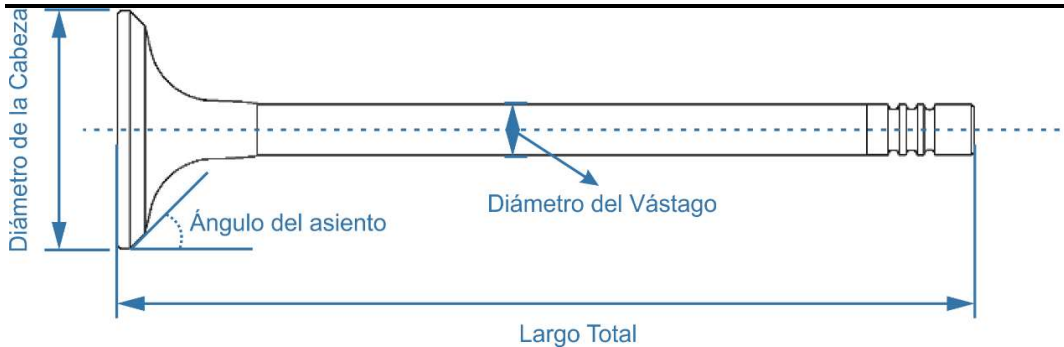 Diámetro de la Cabeza
Ángulo del asiento
Diámetro del Vástago
Largo Total